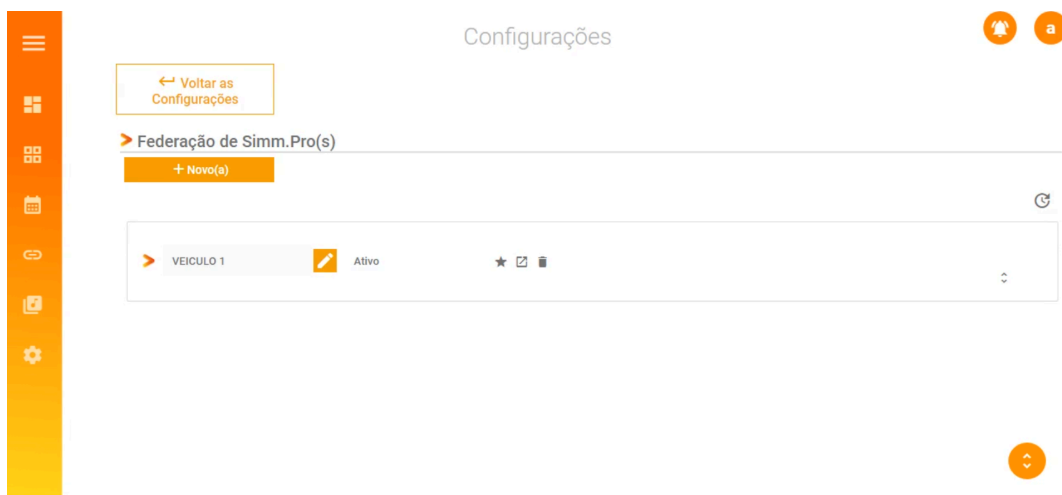 Configurações
a
← Voltar as
Configurações
Federação de Simm.Pro(s)
+ Novo(a)
VEICULO 1
Ativo